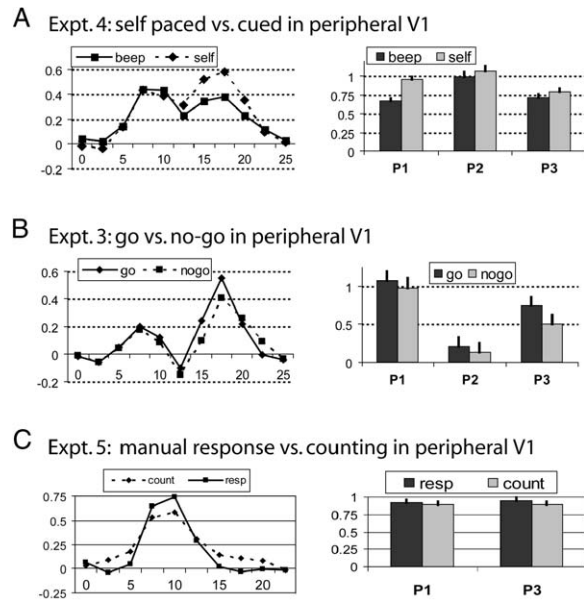 A Expt. 4: self paced vs. cued in peripheral V1
beep self
0.6
0.4
0.2
0
-0.2
0 5 10 15 20 25
beep self
1
0.75
0.5
0.25
0
P1 P2 P3
B Expt. 3: go vs. no-go in peripheral V1
go nogo
0.6
0.4
0.2
0
-0.2
0 5 10 15 20 25
go nogo
1
0.5
0
P1 P2 P3
C Expt. 5: manual response vs. counting in peripheral V1
count resp
0.75
0.5
0.25
0
-0.25
0 5 10 15 20
resp count
0.75
0.5
0.25
0
P1 P3